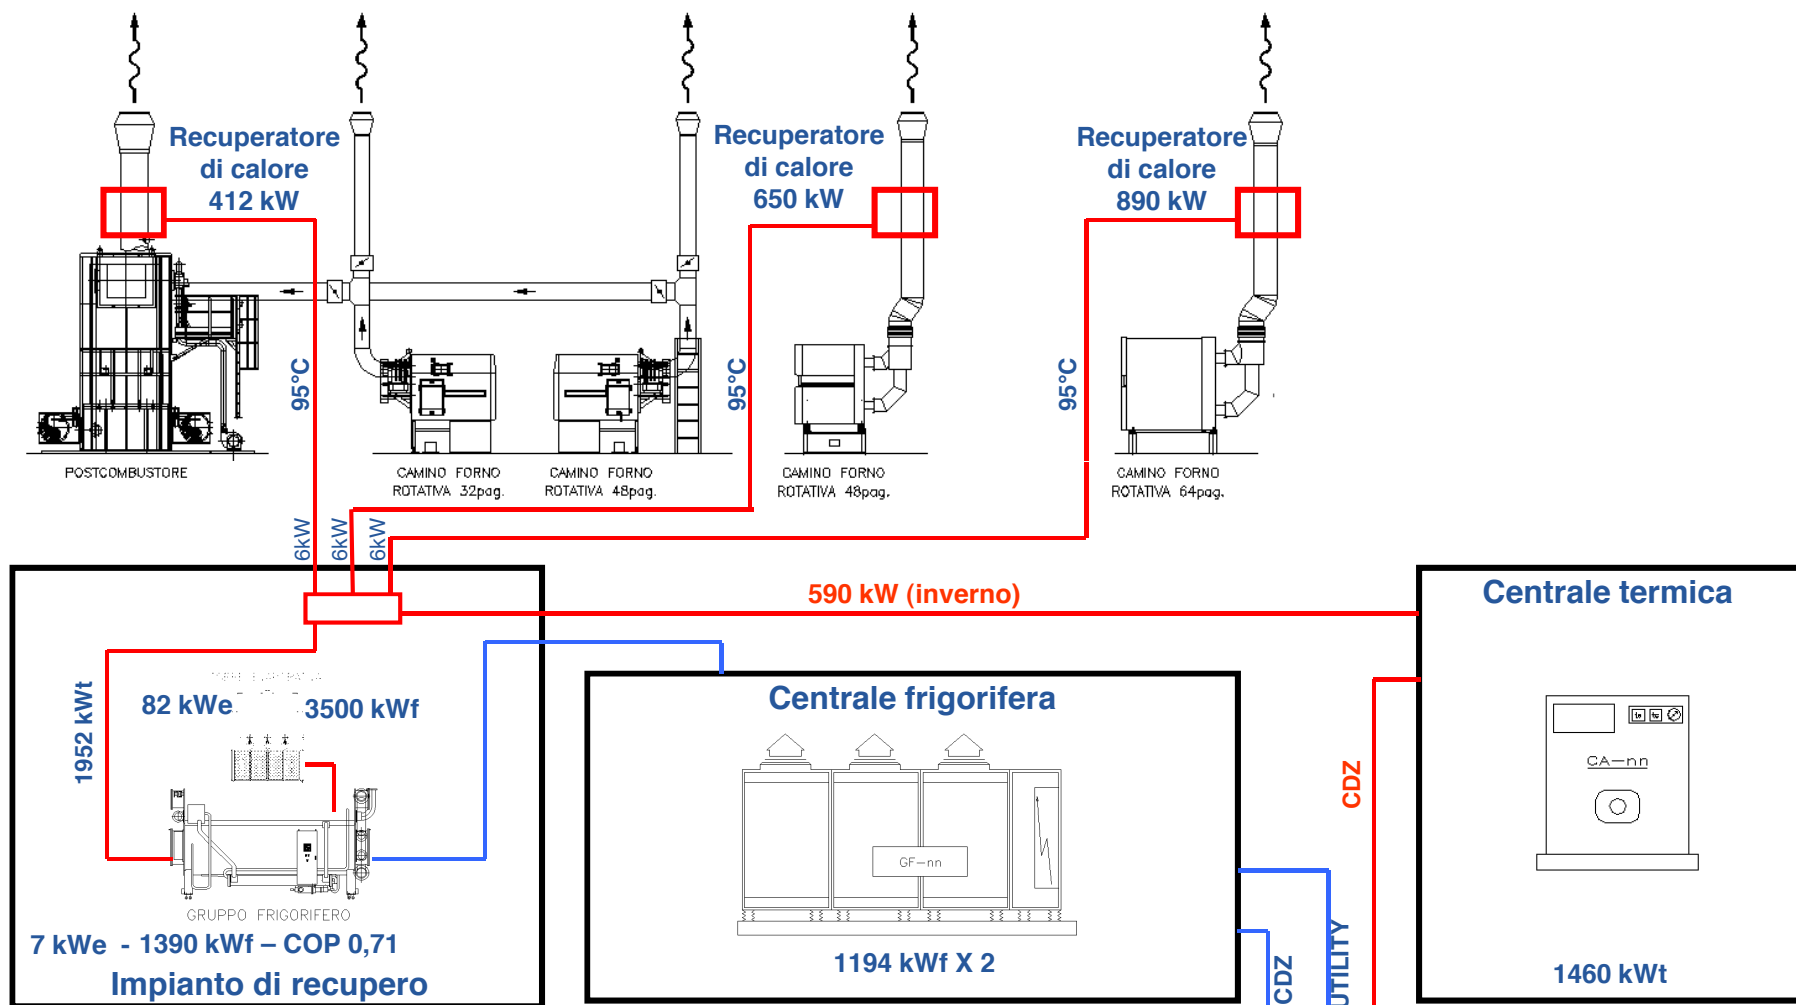 Recuperatore
di calore
412 kW
Recuperatore
di calore
650 kW
Recuperatore
di calore
890 kW
95°C
95°C
95°C
POSTCOMBUSTORE
CAMINO FORNO
ROTATIVA 32pag.
CAMINO FORNO
ROTATIVA 48pag.
CAMINO FORNO
ROTATIVA 48pag.
CAMINO FORNO
ROTATIVA 64pag.
6kW
6kW
6kW
590 kW (inverno)
Centrale termica
1952 kWt
82 kWe
3500 kWf
Centrale frigorifera
CDZ
CA-nn
GF-nn
GRUPPO FRIGORIFERO
7 kWe - 1390 kWf – COP 0,71
Impianto di recupero
1194 kWf X 2
CDZ
UTILITY
1460 kWt